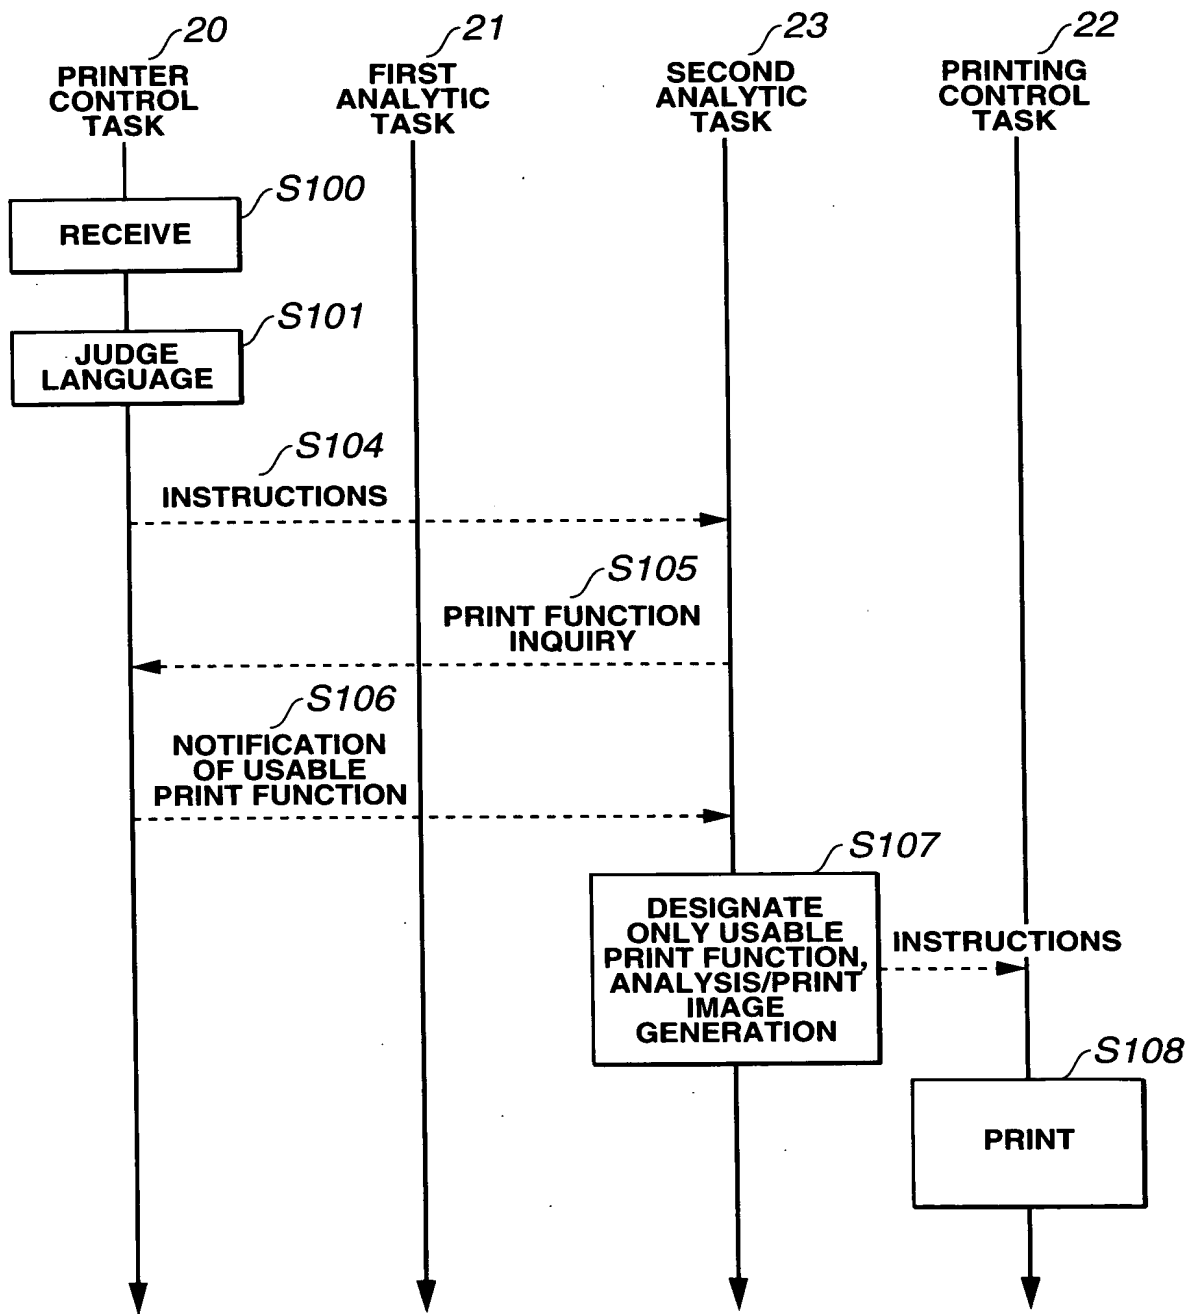 20
21
23
22
PRINTER
CONTROL
TASK
FIRST
ANALYTIC
TASK
SECOND
ANALYTIC
TASK
PRINTING
CONTROL
TASK
S100
RECEIVE
S101
JUDGE
LANGUAGE
S104
INSTRUCTIONS
S105
PRINT FUNCTION
INQUIRY
S106
NOTIFICATION
OF USABLE
PRINT FUNCTION
S107
DESIGNATE
ONLY USABLE
PRINT FUNCTION,
ANALYSIS/PRINT
IMAGE
GENERATION
INSTRUCTIONS
S108
PRINT